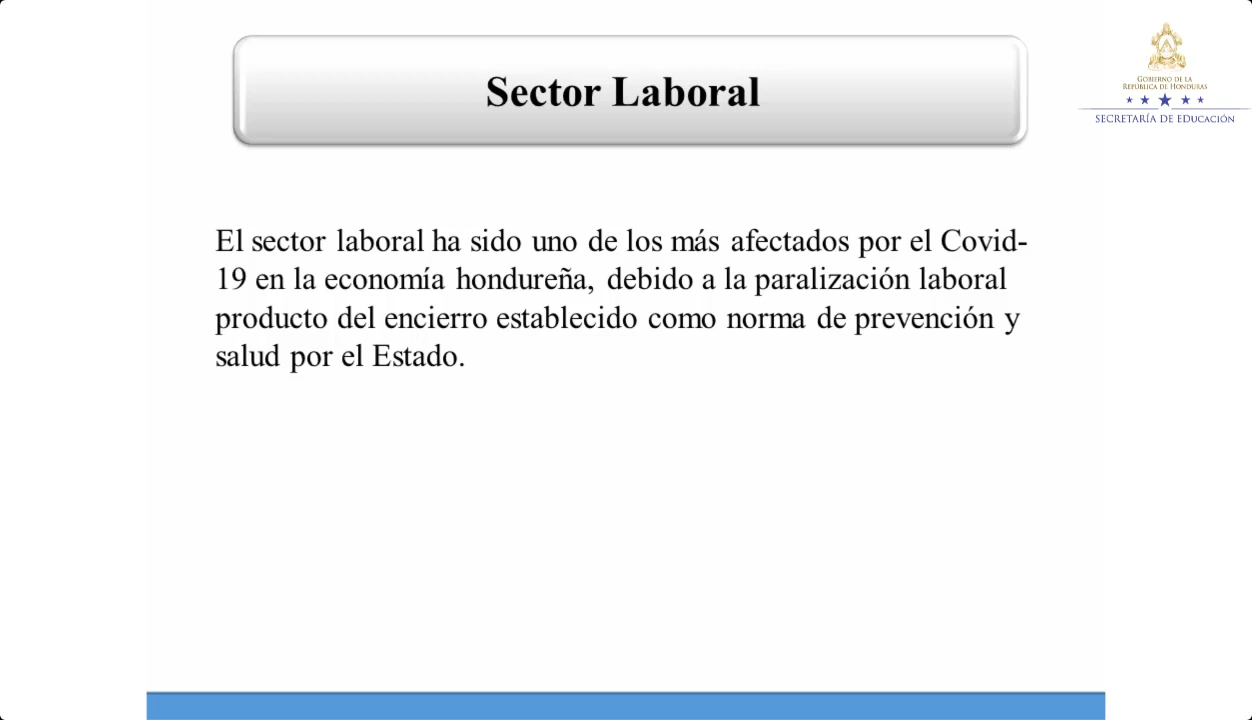 Sector Laboral
GOBIERNO DE LA
REPÚBLICA DE HONDURAS
SECRETARÍA DE EDUCACIÓN
El sector laboral ha sido uno de los más afectados por el Covid-
19 en la economía hondureña, debido a la paralización laboral
producto del encierro establecido como norma de prevención y
salud por el Estado.